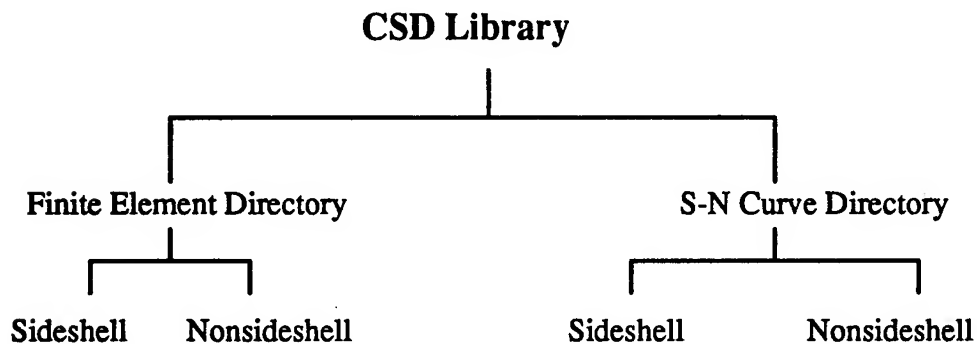 CSD Library
Finite Element Directory
S-N Curve Directory
Sideshell
Nonsideshell
Sideshell
Nonsideshell